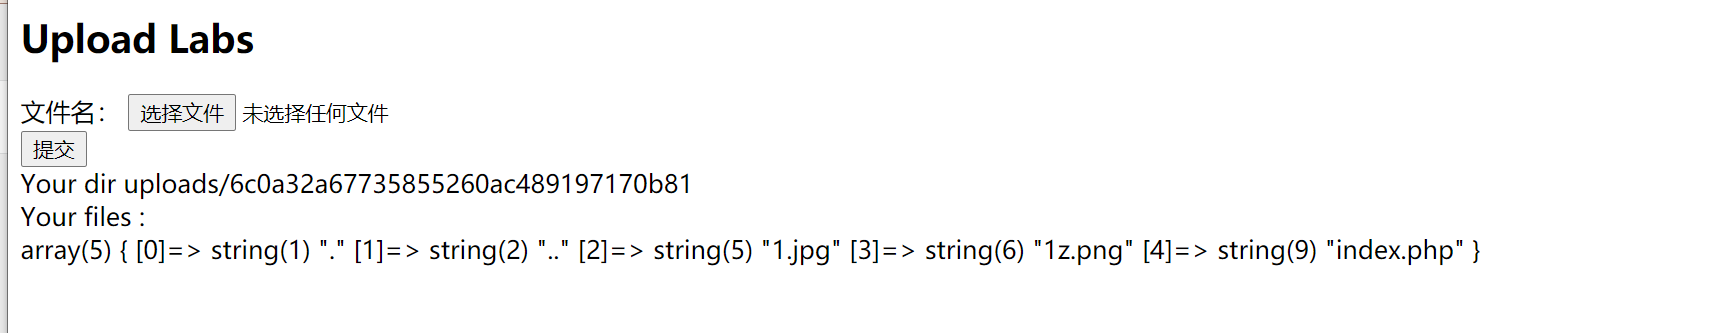 Upload Labs
文件名： 选择文件 未选择任何文件
提交
Your dir uploads/6c0a32a67735855260ac489197170b81
Your files :
array(5) { [0]=> string(1) "." [1]=> string(2) ".." [2]=> string(5) "1.jpg" [3]=> string(6) "1z.png" [4]=> string(9) "index.php" }